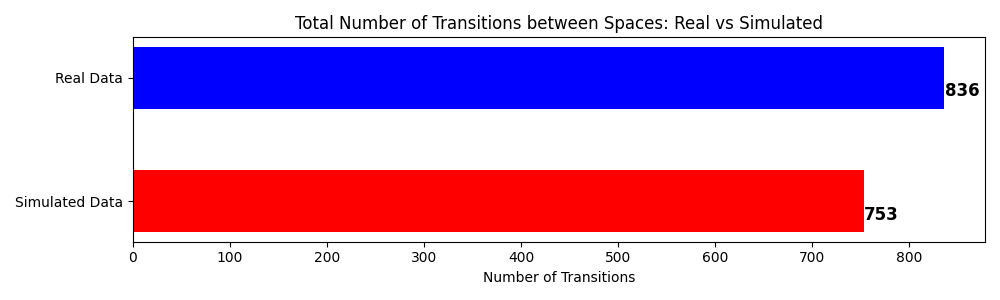 Total Number of Transitions between Spaces: Real vs Simulated
Real Data
836
Simulated Data
753
0 100 200 300 400 500 600 700 800
Number of Transitions